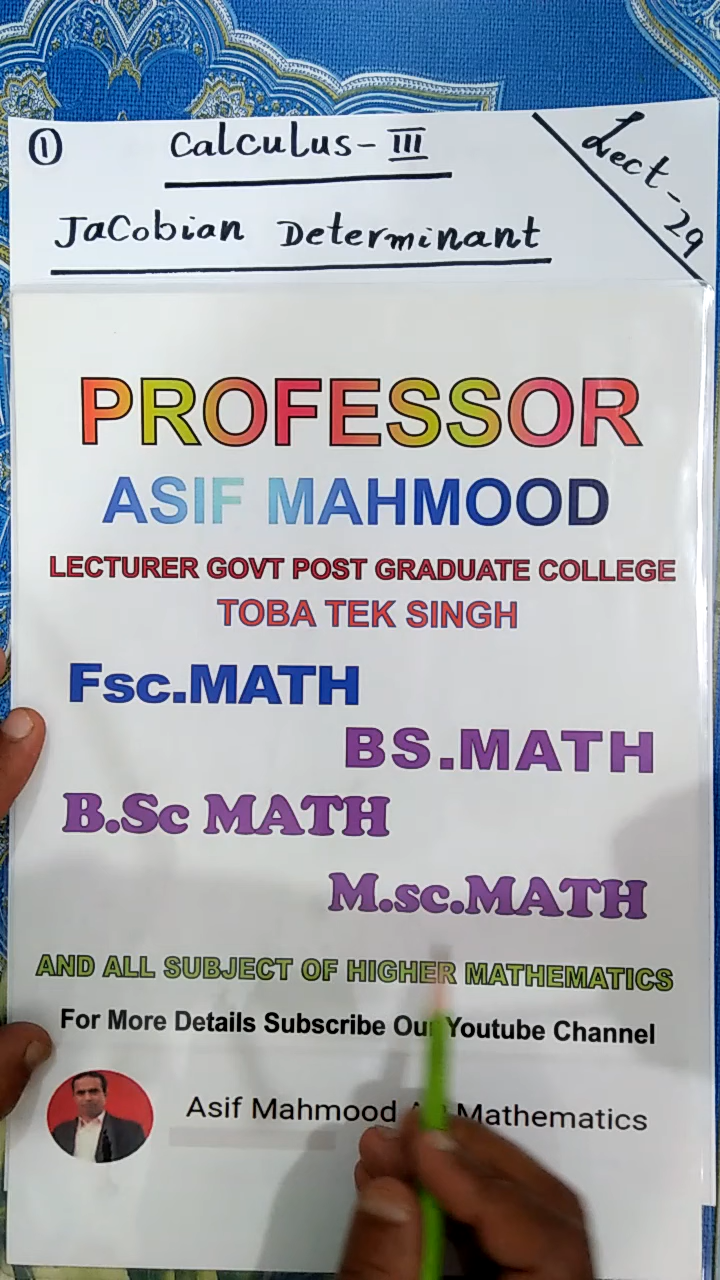 ① Calculus-III
Lect-29
Jacobian Determinant
PROFESSOR
ASIF MAHMOOD
LECTURER GOVT POST GRADUATE COLLEGE
TOBA TEK SINGH
Fsc.MATH
BS.MATH
B.Sc MATH
M.sc.MATH
AND ALL SUBJECT OF HIGHER MATHEMATICS
For More Details Subscribe Our Youtube Channel
Asif Mahmood Mathematics